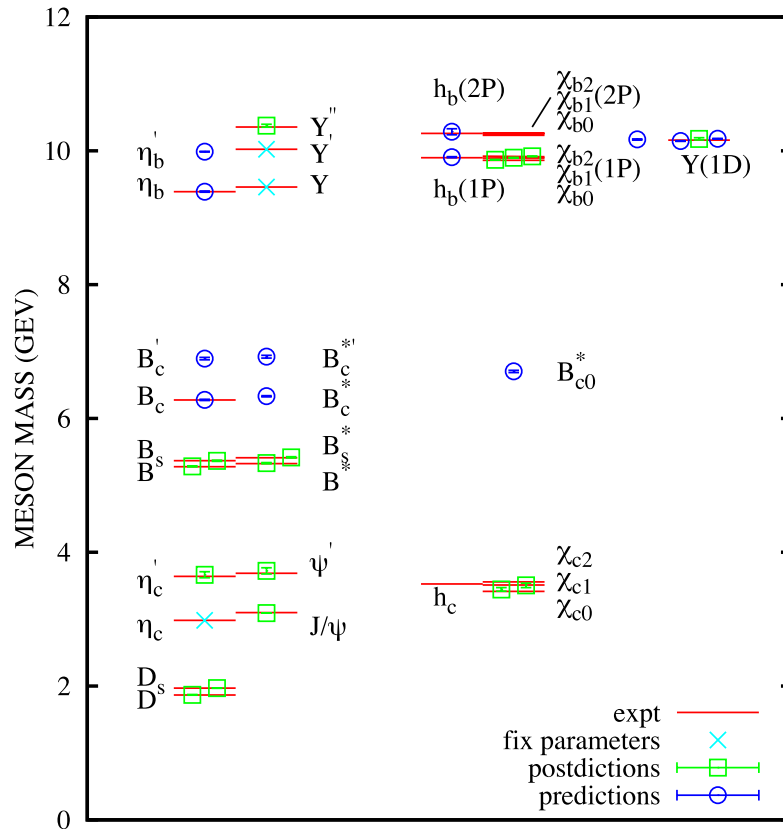 12
10
8
6
4
2
0
MESON MASS (GEV)
Υ''
Υ'
Υ
η_b'
η_b
h_b(2P)
χ_b2
χ_b1(2P)
χ_b0
χ_b2
χ_b1(1P)
χ_b0
h_b(1P)
Υ(1D)
B_c'
B_c
B_c^*'
B_c^*
B_c0^*
B_s
B
B_s^*
B^*
η_c'
η_c
ψ'
J/ψ
h_c
χ_c2
χ_c1
χ_c0
D_s
D
expt
fix parameters
postdictions
predictions